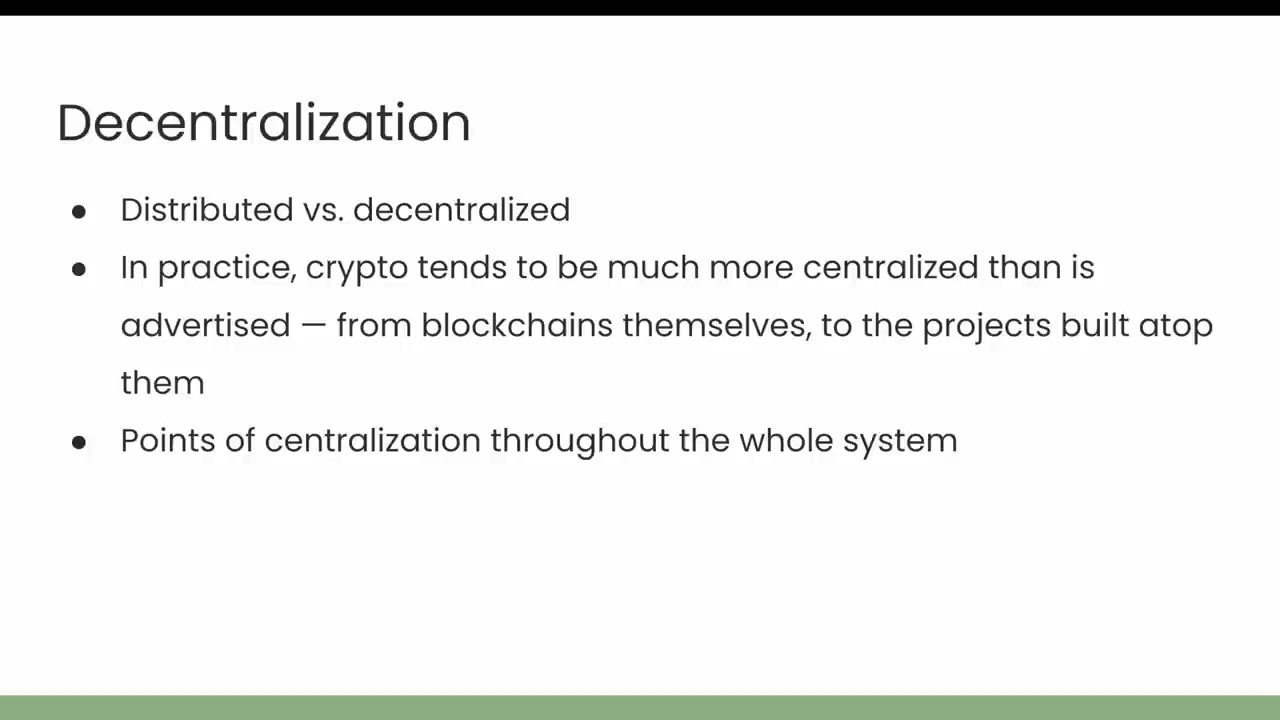 Decentralization
● Distributed vs. decentralized
● In practice, crypto tends to be much more centralized than is
advertised — from blockchains themselves, to the projects built atop
them
● Points of centralization throughout the whole system